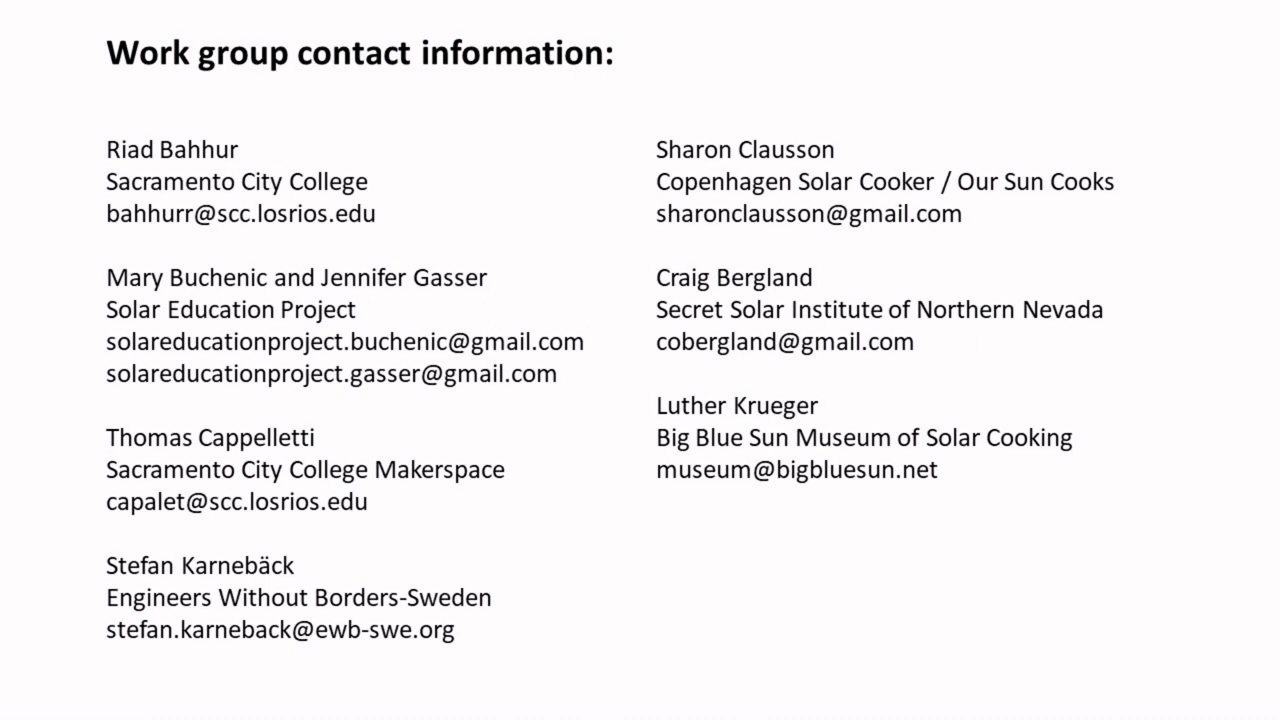 Work group contact information:
Riad Bahhur
Sacramento City College
bahhurr@scc.losrios.edu
Mary Buchenic and Jennifer Gasser
Solar Education Project
solareducationproject.buchenic@gmail.com
solareducationproject.gasser@gmail.com
Thomas Cappelletti
Sacramento City College Makerspace
capalet@scc.losrios.edu
Stefan Karnebäck
Engineers Without Borders-Sweden
stefan.karneback@ewb-swe.org
Sharon Clausson
Copenhagen Solar Cooker / Our Sun Cooks
sharonclausson@gmail.com
Craig Bergland
Secret Solar Institute of Northern Nevada
cobergland@gmail.com
Luther Krueger
Big Blue Sun Museum of Solar Cooking
museum@bigbluesun.net